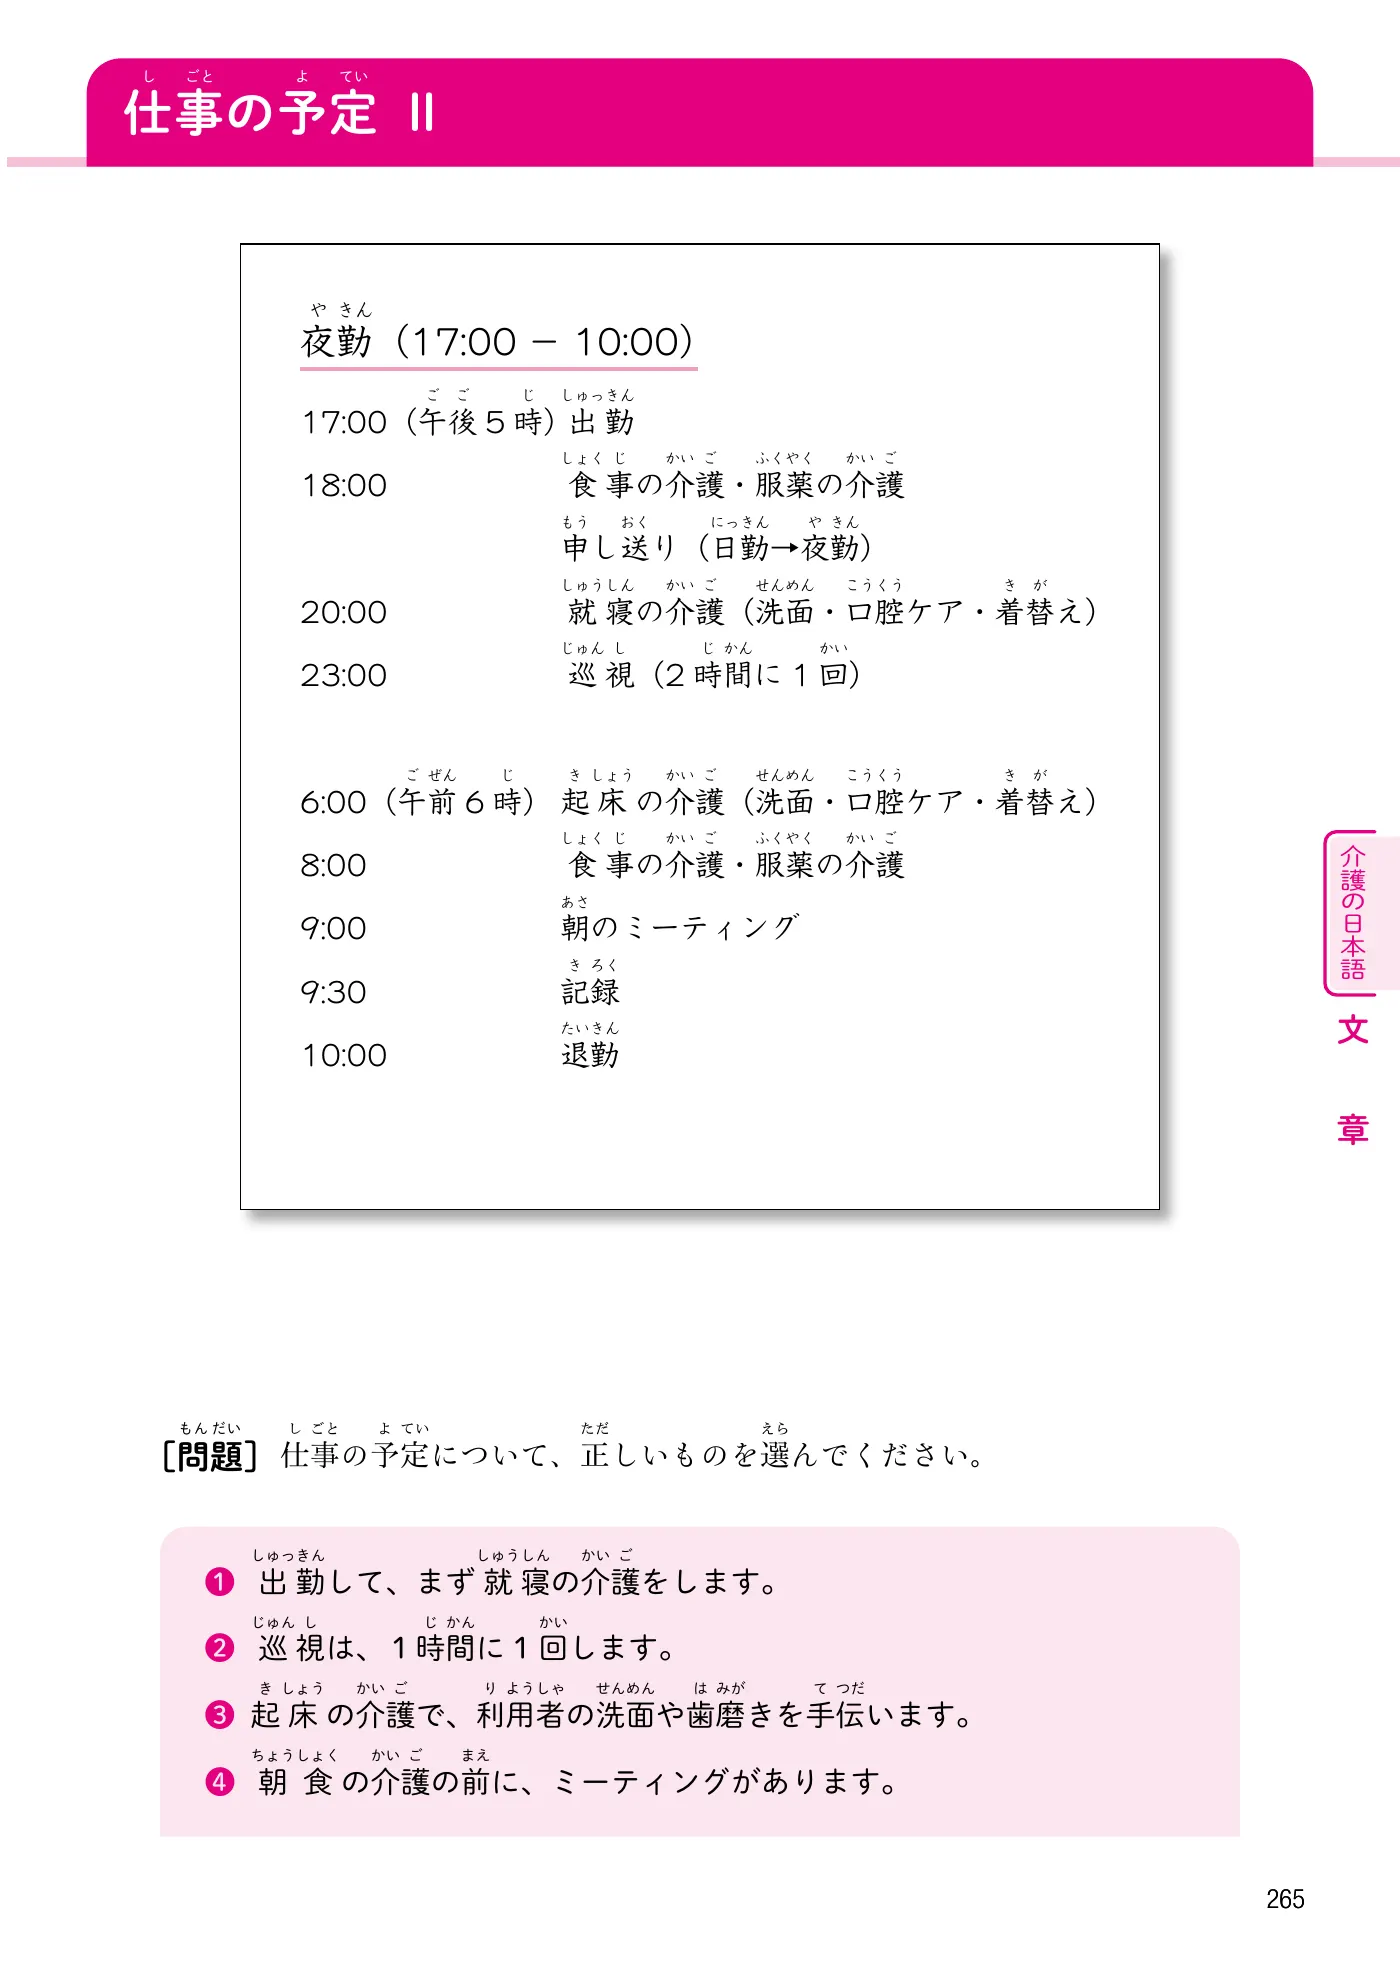 仕事の予定 Ⅱ
夜勤（17:00 － 10:00）
17:00（午後5時）出勤
18:00 食事の介護・服薬の介護
申し送り（日勤→夜勤）
20:00 就寝の介護（洗面・口腔ケア・着替え）
23:00 巡視（2時間に1回）
6:00（午前6時） 起床の介護（洗面・口腔ケア・着替え）
8:00 食事の介護・服薬の介護
9:00 朝のミーティング
9:30 記録
10:00 退勤
介護の日本語
文章
［問題］ 仕事の予定について、正しいものを選んでください。
❶ 出勤して、まず就寝の介護をします。
❷ 巡視は、1時間に1回します。
❸ 起床の介護で、利用者の洗面や歯磨きを手伝います。
❹ 朝食の介護の前に、ミーティングがあります。
265